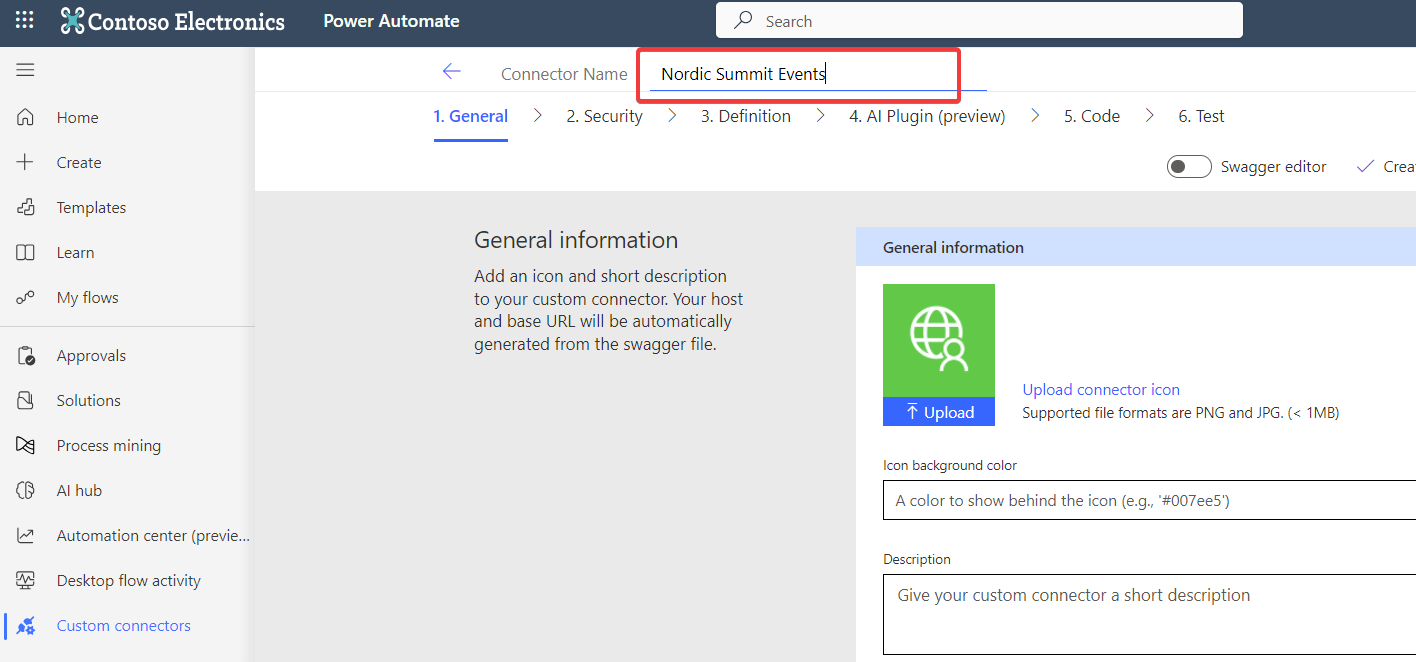 Contoso Electronics
Power Automate
Search
Home
Create
Templates
Learn
My flows
Approvals
Solutions
Process mining
AI hub
Automation center (previe...
Desktop flow activity
Custom connectors
Connector Name
Nordic Summit Events
1. General
2. Security
3. Definition
4. AI Plugin (preview)
5. Code
6. Test
Swagger editor
Crea
General information
Add an icon and short description
to your custom connector. Your host
and base URL will be automatically
generated from the swagger file.
General information
Upload
Upload connector icon
Supported file formats are PNG and JPG. (< 1MB)
Icon background color
A color to show behind the icon (e.g., '#007ee5')
Description
Give your custom connector a short description